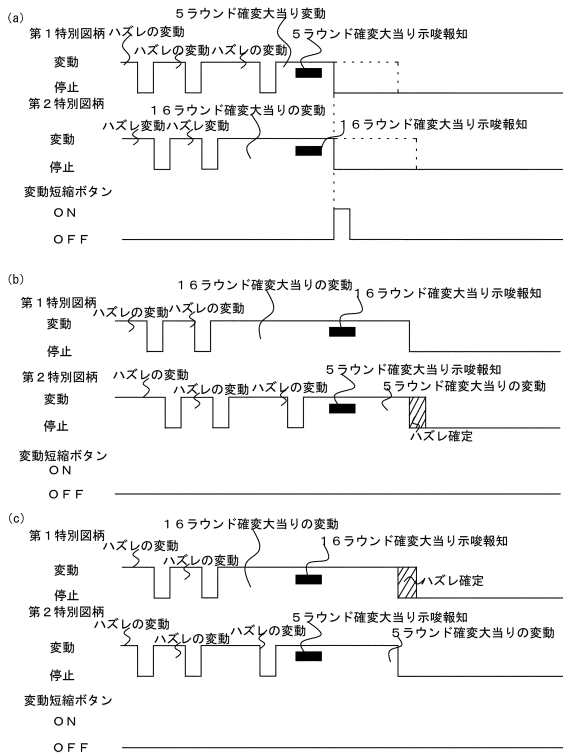 (a)
５ラウンド確変大当り変動
ハズレの変動
５ラウンド確変大当り示唆報知
第１特別図柄
ハズレの変動
ハズレの変動
変動
停止
第２特別図柄
１６ラウンド確変大当りの変動
ハズレ変動
ハズレ変動
１６ラウンド確変大当り示唆報知
変動
停止
変動短縮ボタン
ＯＮ
ＯＦＦ
(b)
１６ラウンド確変大当りの変動
第１特別図柄
ハズレの変動
ハズレの変動
１６ラウンド確変大当り示唆報知
変動
停止
５ラウンド確変大当り示唆報知
第２特別図柄
ハズレの変動
ハズレの変動
ハズレの変動
５ラウンド確変大当りの変動
変動
停止
ハズレ確定
変動短縮ボタン
ＯＮ
ＯＦＦ
(c)
１６ラウンド確変大当りの変動
第１特別図柄
ハズレの変動
１６ラウンド確変大当り示唆報知
ハズレの変動
変動
ハズレ確定
停止
第２特別図柄
５ラウンド確変大当り示唆報知
ハズレの変動
ハズレの変動
ハズレの変動
５ラウンド確変大当りの変動
変動
停止
変動短縮ボタン
ＯＮ
ＯＦＦ